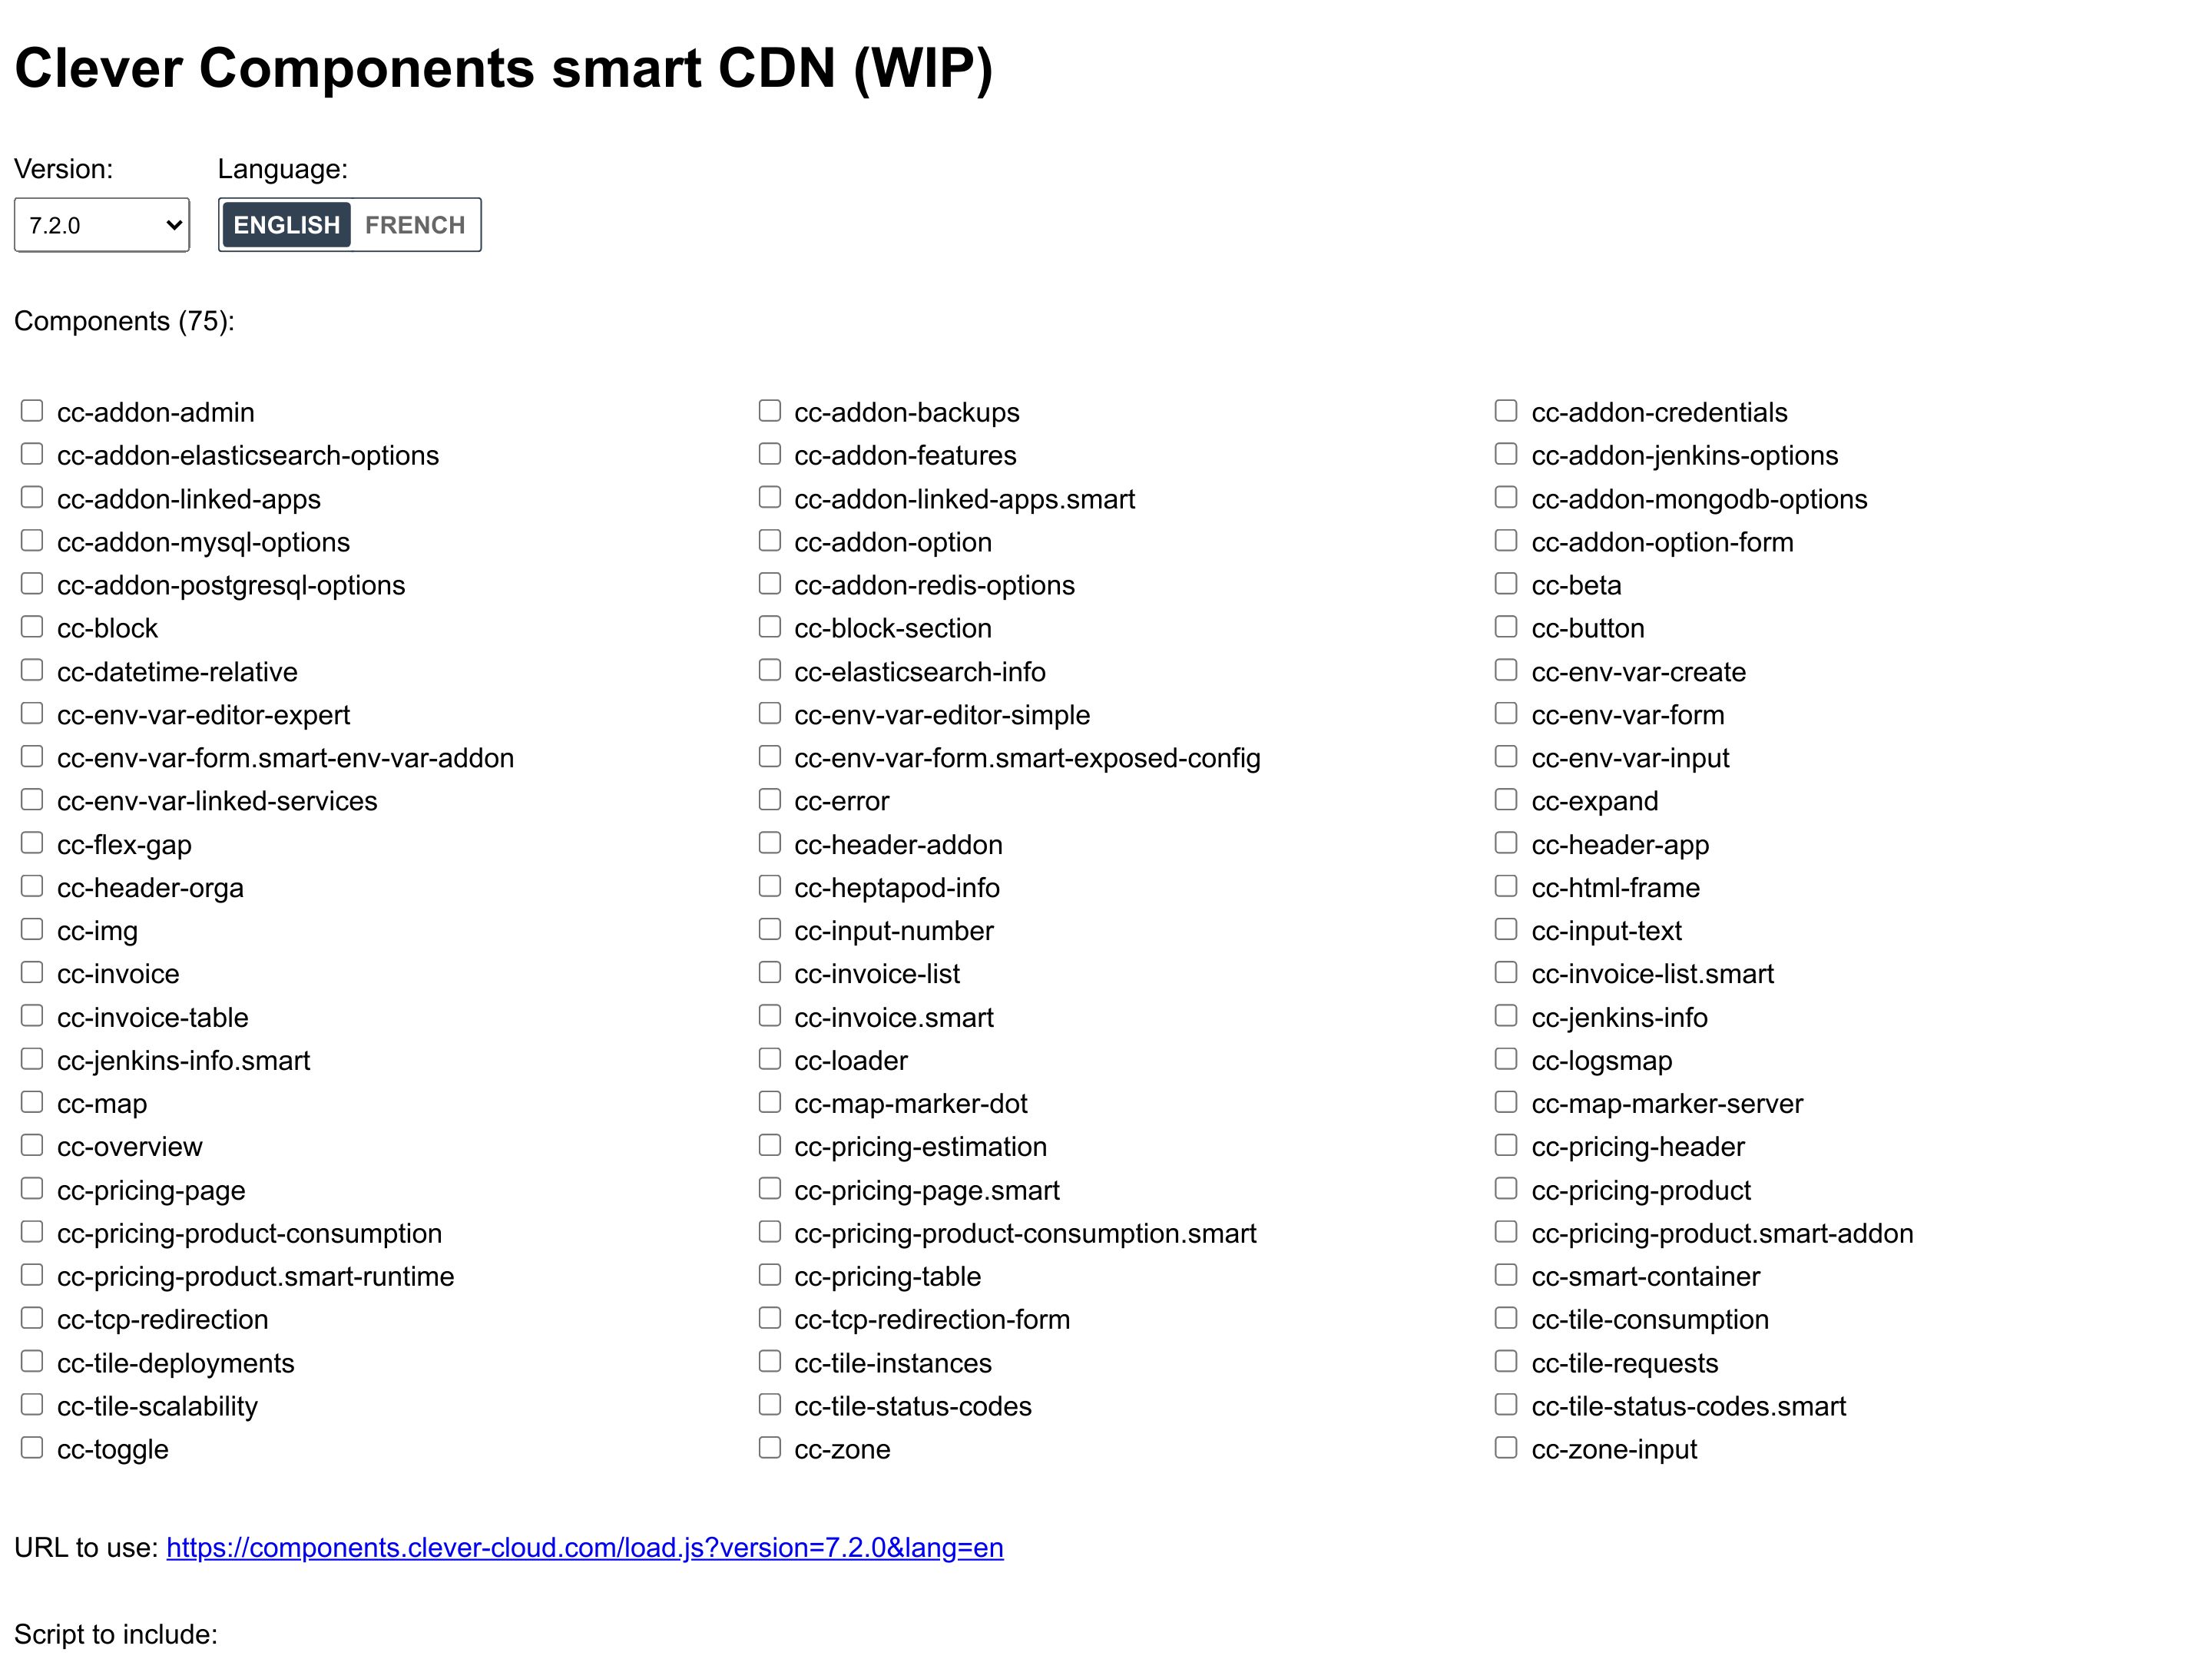 Clever Components smart CDN (WIP)
Version: Language:
7.2.0 ENGLISH FRENCH
Components (75):
cc-addon-admin cc-addon-backups cc-addon-credentials
cc-addon-elasticsearch-options cc-addon-features cc-addon-jenkins-options
cc-addon-linked-apps cc-addon-linked-apps.smart cc-addon-mongodb-options
cc-addon-mysql-options cc-addon-option cc-addon-option-form
cc-addon-postgresql-options cc-addon-redis-options cc-beta
cc-block cc-block-section cc-button
cc-datetime-relative cc-elasticsearch-info cc-env-var-create
cc-env-var-editor-expert cc-env-var-editor-simple cc-env-var-form
cc-env-var-form.smart-env-var-addon cc-env-var-form.smart-exposed-config cc-env-var-input
cc-env-var-linked-services cc-error cc-expand
cc-flex-gap cc-header-addon cc-header-app
cc-header-orga cc-heptapod-info cc-html-frame
cc-img cc-input-number cc-input-text
cc-invoice cc-invoice-list cc-invoice-list.smart
cc-invoice-table cc-invoice.smart cc-jenkins-info
cc-jenkins-info.smart cc-loader cc-logsmap
cc-map cc-map-marker-dot cc-map-marker-server
cc-overview cc-pricing-estimation cc-pricing-header
cc-pricing-page cc-pricing-page.smart cc-pricing-product
cc-pricing-product-consumption cc-pricing-product-consumption.smart cc-pricing-product.smart-addon
cc-pricing-product.smart-runtime cc-pricing-table cc-smart-container
cc-tcp-redirection cc-tcp-redirection-form cc-tile-consumption
cc-tile-deployments cc-tile-instances cc-tile-requests
cc-tile-scalability cc-tile-status-codes cc-tile-status-codes.smart
cc-toggle cc-zone cc-zone-input
URL to use: https://components.clever-cloud.com/load.js?version=7.2.0&lang=en
Script to include: